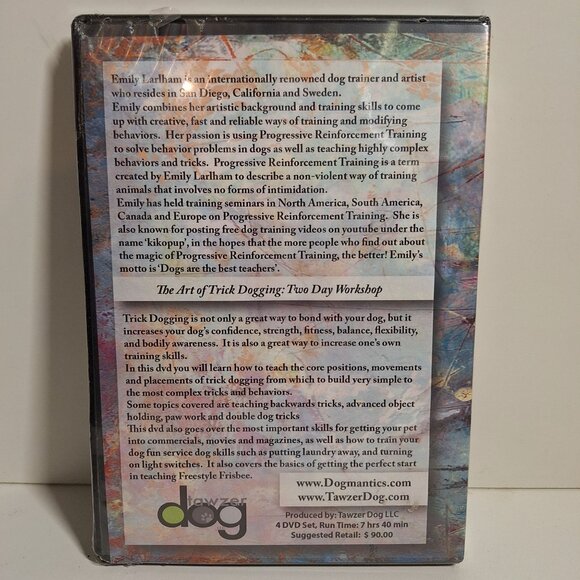 Emily Larlham is an internationally renowned dog trainer and artist
who resides in San Diego, California and Sweden.
Emily combines her artistic background and training skills to come
up with creative, fast and reliable ways of training and modifying
behaviors. Her passion is using Progressive Reinforcement Training
to solve behavior problems in dogs as well as teaching highly complex
behaviors and tricks. Progressive Reinforcement Training is a term
created by Emily Larlham to describe a non-violent way of training
animals that involves no forms of intimidation.
Emily has held training seminars in North America, South America,
Canada and Europe on Progressive Reinforcement Training. She is
also known for posting free dog training videos on youtube under the
name 'kikopup', in the hopes that the more people who find out about
the magic of Progressive Reinforcement Training, the better! Emily's
motto is 'Dogs are the best teachers'.
The Art of Trick Dogging: Two Day Workshop
Trick Dogging is not only a great way to bond with your dog, but it
increases your dog's confidence, strength, fitness, balance, flexibility,
and bodily awareness. It is also a great way to increase one's own
training skills.
In this dvd you will learn how to teach the core positions, movements
and placements of trick dogging from which to build very simple to
the most complex tricks and behaviors.
Some topics covered are teaching backwards tricks, advanced object
holding, paw work and double dog tricks
This dvd also goes over the most important skills for getting your pet
into commercials, movies and magazines, as well as how to train your
dog fun service dog skills such as putting laundry away, and turning
on light switches. It also covers the basics of getting the perfect start
in teaching Freestyle Frisbee.
www.Dogmantics.com
www.TawzerDog.com
tawzer
dog
Produced by: Tawzer Dog LLC
4 DVD Set, Run Time: 7 hrs 40 min
Suggested Retail: $ 90.00